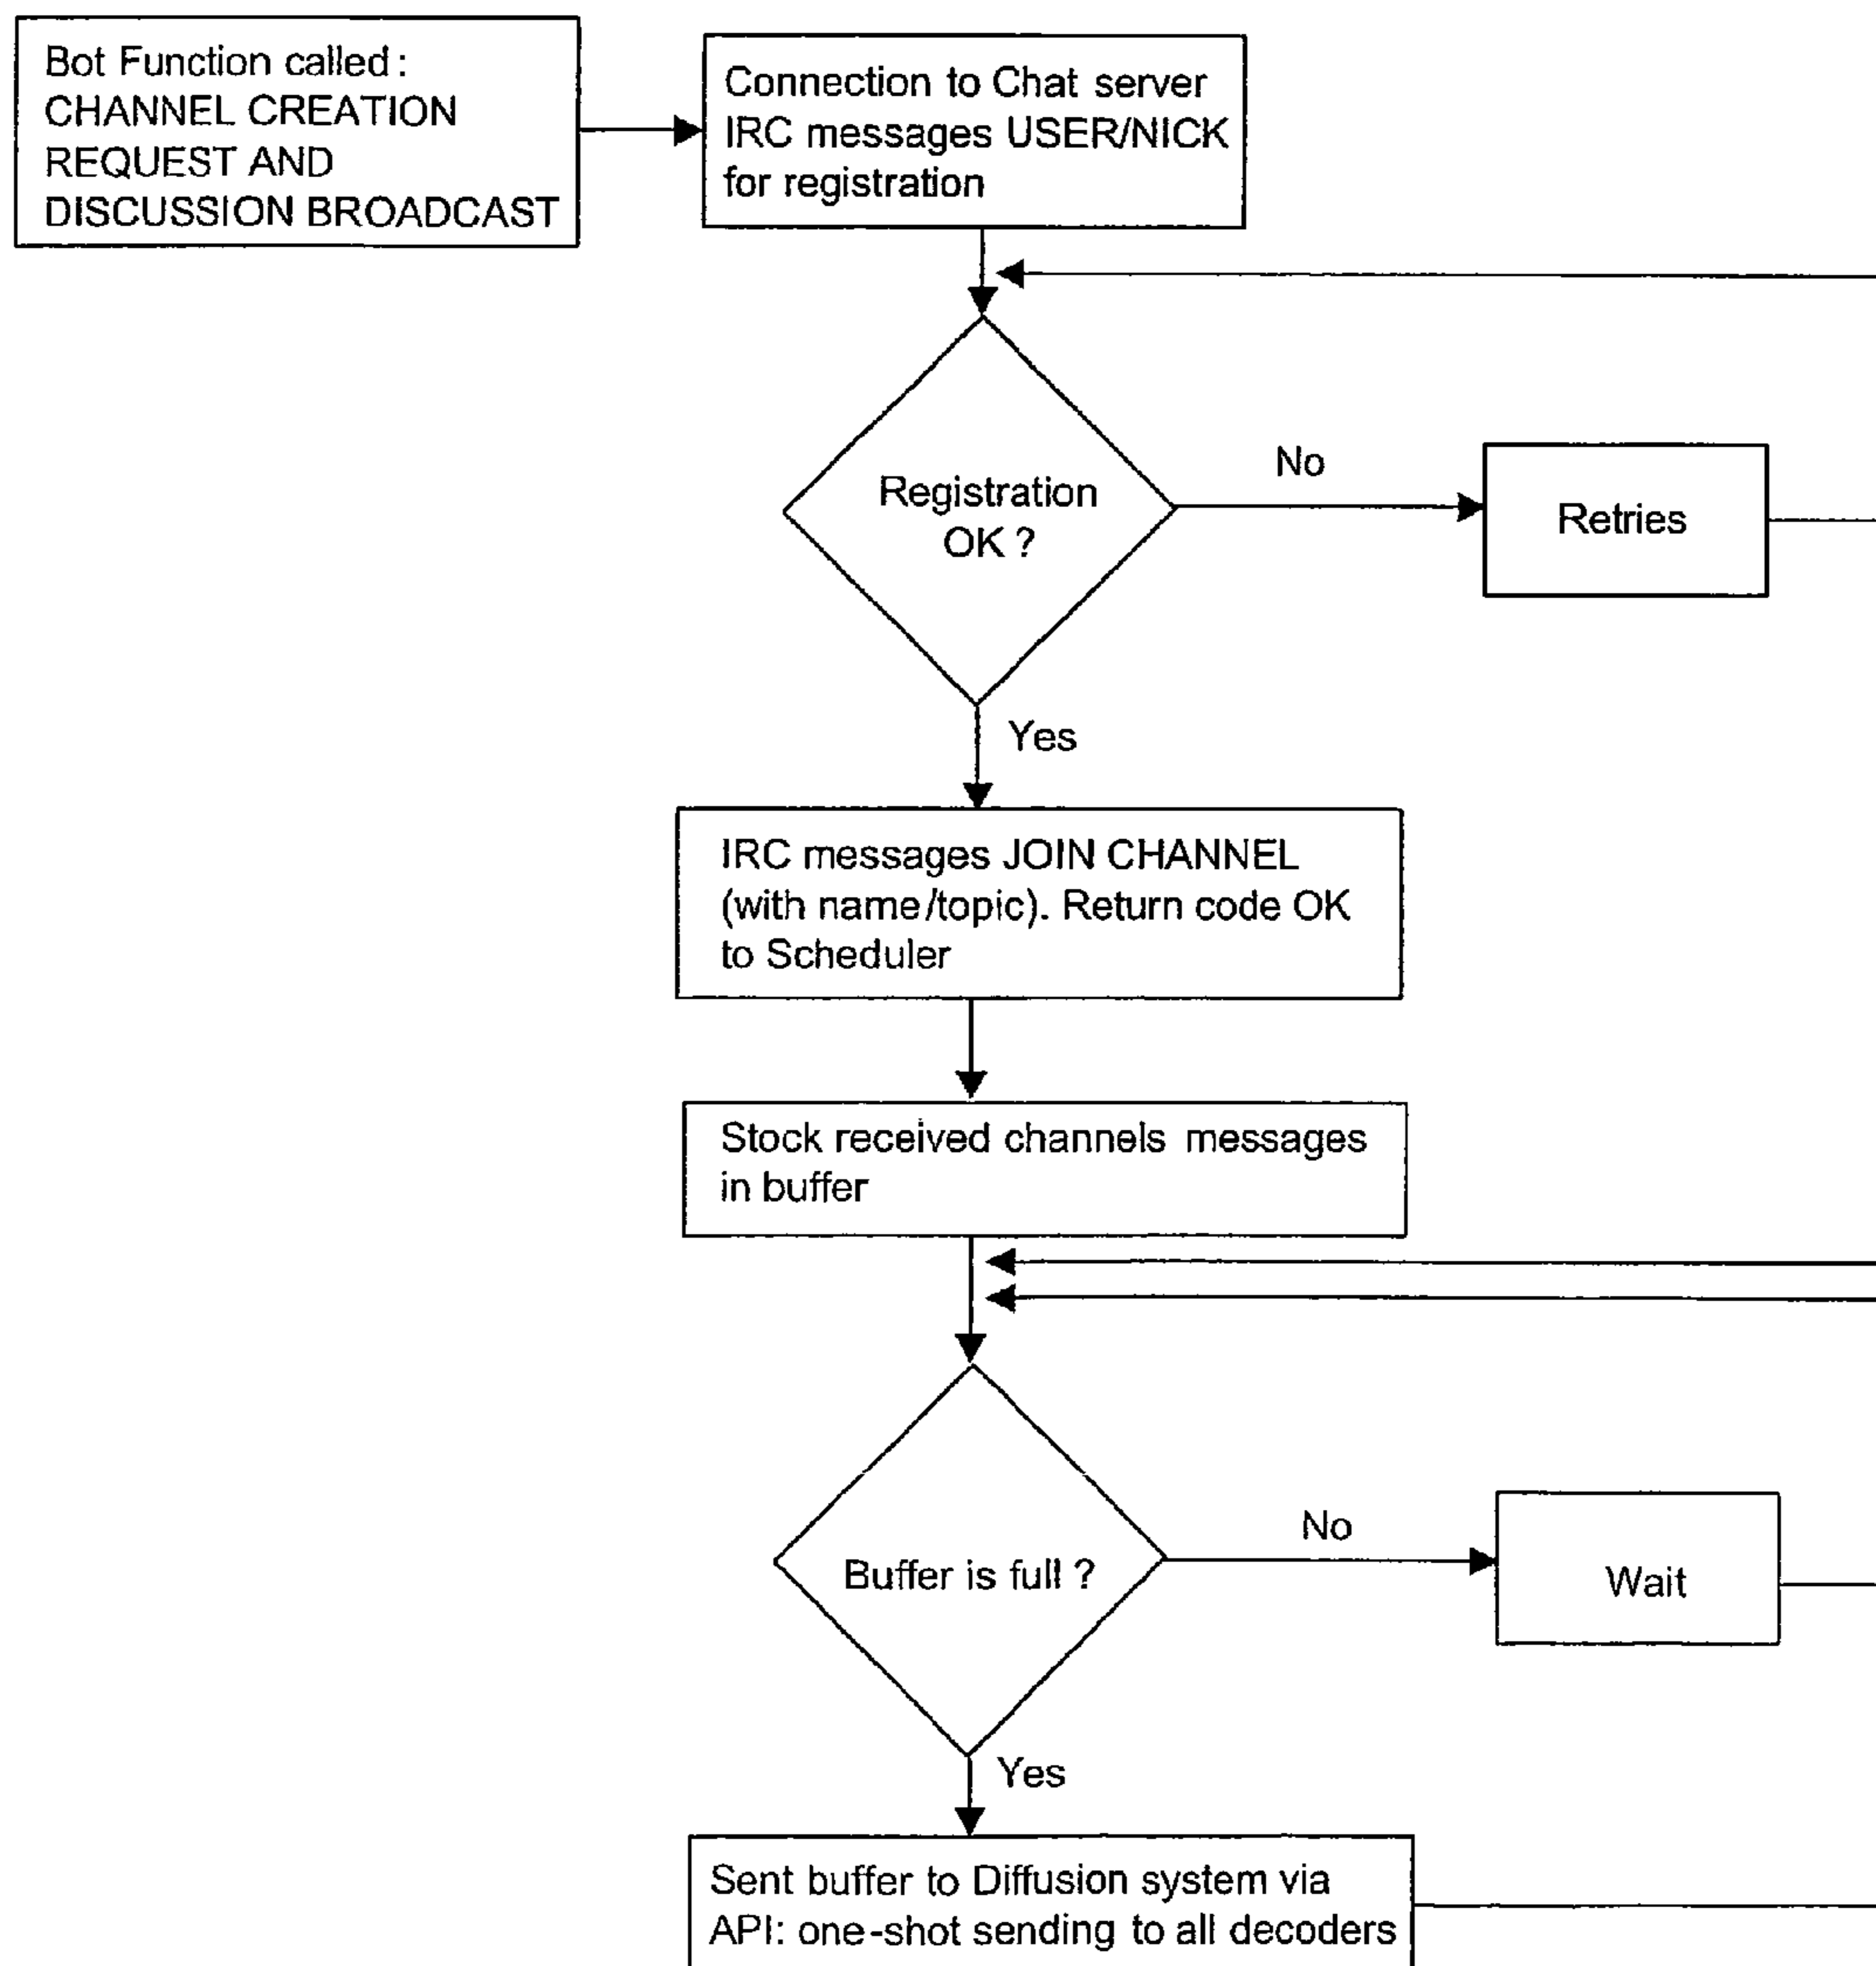 Bot Function called :
CHANNEL CREATION
REQUEST AND
DISCUSSION BROADCAST
Connection to Chat server
IRC messages USER/NICK
for registration
Registration
OK ?
No
Retries
Yes
IRC messages JOIN CHANNEL
(with name/topic). Return code OK
to Scheduler
Stock received channels messages
in buffer
Buffer is full ?
No
Wait
Yes
Sent buffer to Diffusion system via
API: one-shot sending to all decoders